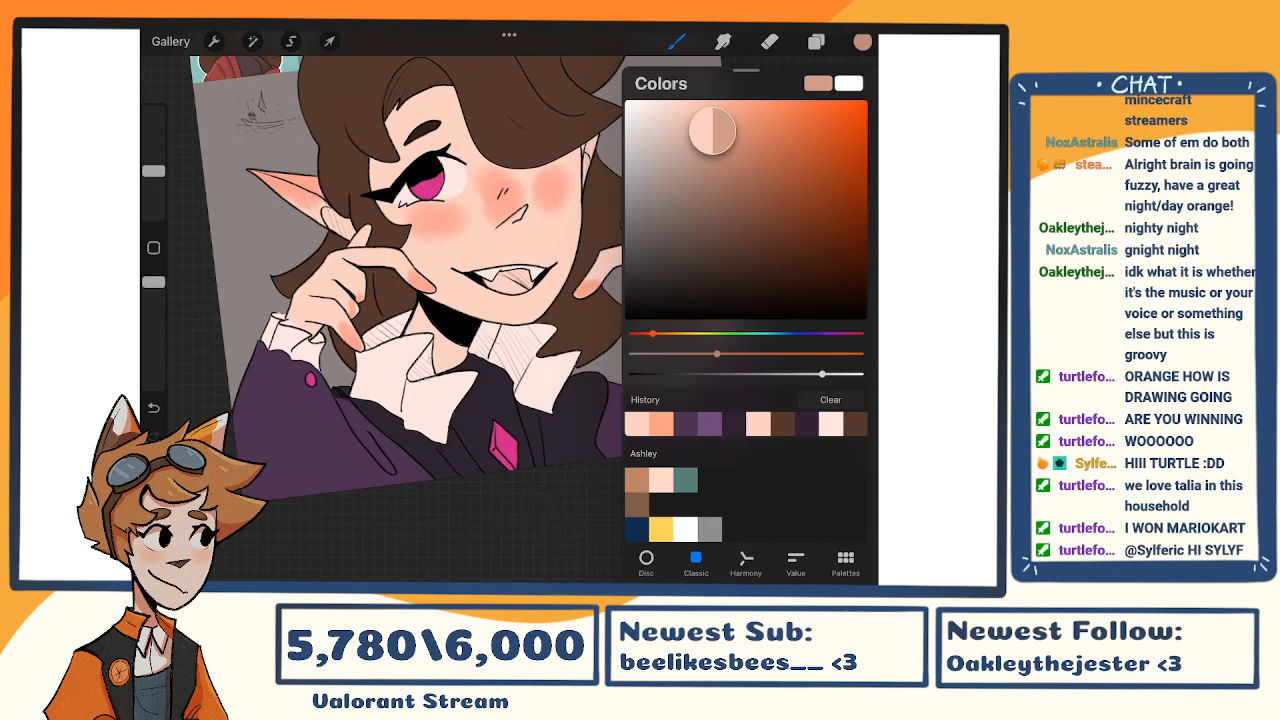 Gallery
Colors
History
Clear
Ashley
Disc
Classic
Harmony
Value
Palettes
• CHAT •
mincecraft
streamers
NoxAstralis Some of em do both
stea... Alright brain is going
fuzzy, have a great
night/day orange!
Oakleythej... nighty night
NoxAstralis gnight night
Oakleythej... idk what it is whether
it's the music or your
voice or something
else but this is
groovy
turtlefo... ORANGE HOW IS
DRAWING GOING
turtlefo... ARE YOU WINNING
turtlefo... WOOOOOO
Sylfe... HIII TURTLE :DD
turtlefo... we love talia in this
household
turtlefo... I WON MARIOKART
turtlefo... @Sylferic HI SYLYF
5,780\6,000
Valorant Stream
Newest Sub:
beelikesbees__ <3
Newest Follow:
Oakleythejester <3